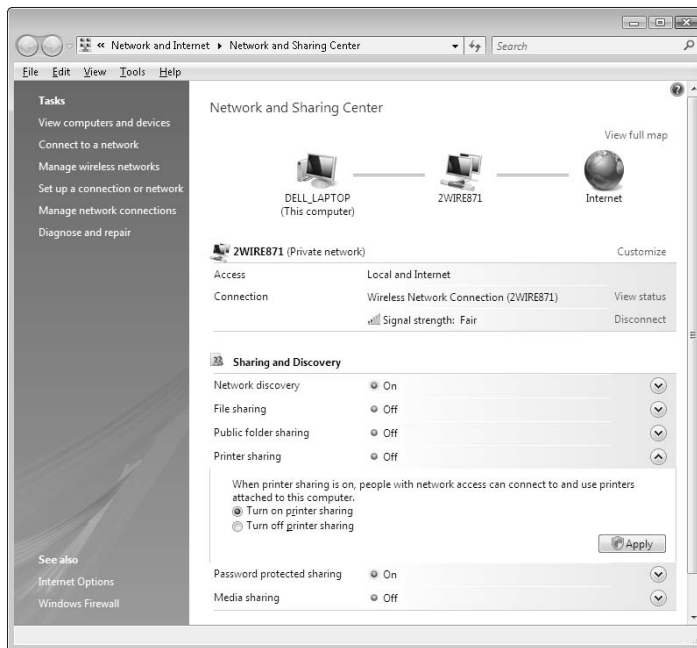 « Network and Internet ▸ Network and Sharing Center
Search
File Edit View Tools Help
Tasks
View computers and devices
Connect to a network
Manage wireless networks
Set up a connection or network
Manage network connections
Diagnose and repair
See also
Internet Options
Windows Firewall
Network and Sharing Center
View full map
DELL_LAPTOP
(This computer)
2WIRE871
Internet
2WIRE871 (Private network) Customize
Access Local and Internet
Connection Wireless Network Connection (2WIRE871) View status
Signal strength: Fair Disconnect
Sharing and Discovery
Network discovery On
File sharing Off
Public folder sharing Off
Printer sharing Off
When printer sharing is on, people with network access can connect to and use printers
attached to this computer.
Turn on printer sharing
Turn off printer sharing
Apply
Password protected sharing On
Media sharing Off